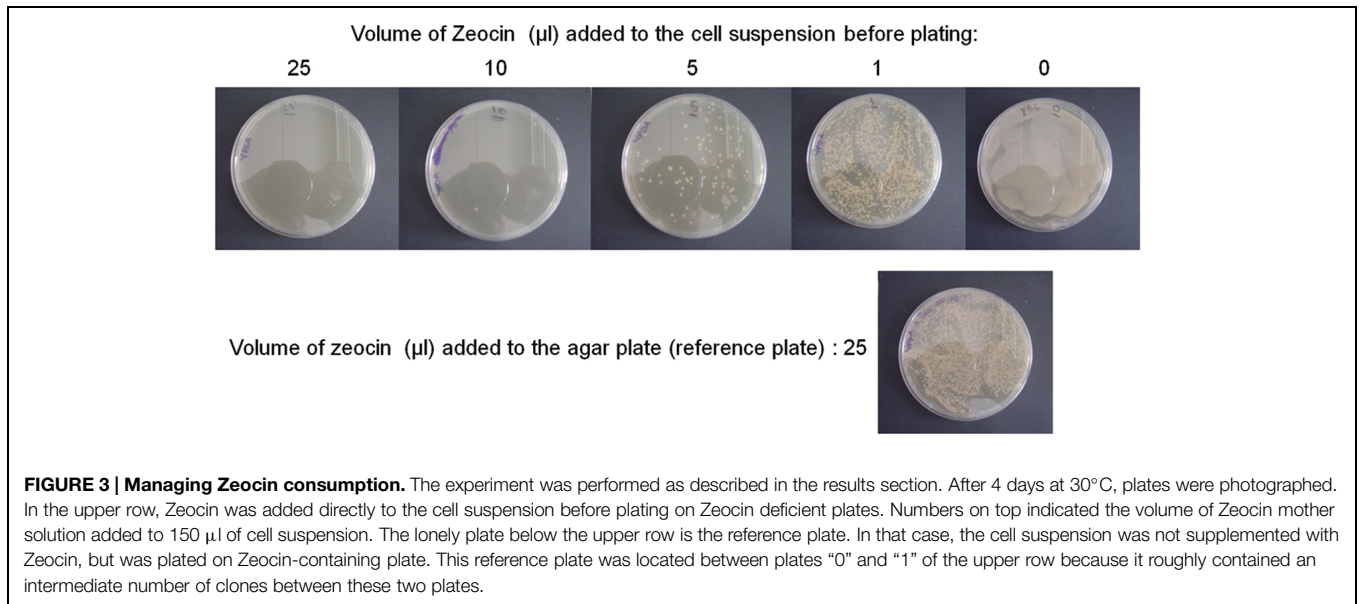 Volume of Zeocin (µl) added to the cell suspension before plating:
25 10 5 1 0
YPDA 10 YPDA 5 YPDA 1 0
Volume of zeocin (µl) added to the agar plate (reference plate) : 25
FIGURE 3 | Managing Zeocin consumption. The experiment was performed as described in the results section. After 4 days at 30°C, plates were photographed.
In the upper row, Zeocin was added directly to the cell suspension before plating on Zeocin deficient plates. Numbers on top indicated the volume of Zeocin mother
solution added to 150 µl of cell suspension. The lonely plate below the upper row is the reference plate. In that case, the cell suspension was not supplemented with
Zeocin, but was plated on Zeocin-containing plate. This reference plate was located between plates “0” and “1” of the upper row because it roughly contained an
intermediate number of clones between these two plates.